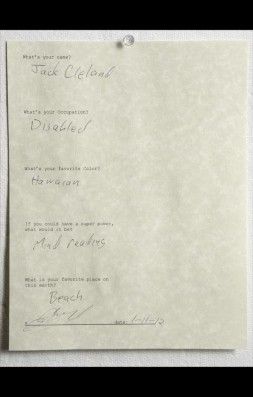 What's your name?
Jack Cleland
What's your Occupation?
Disabled
What's your favorite Color?
Hawaiian
If you could have a super power,
what would it be?
Mind reading
What is your favorite place on
this earth?
Beach
x
date: